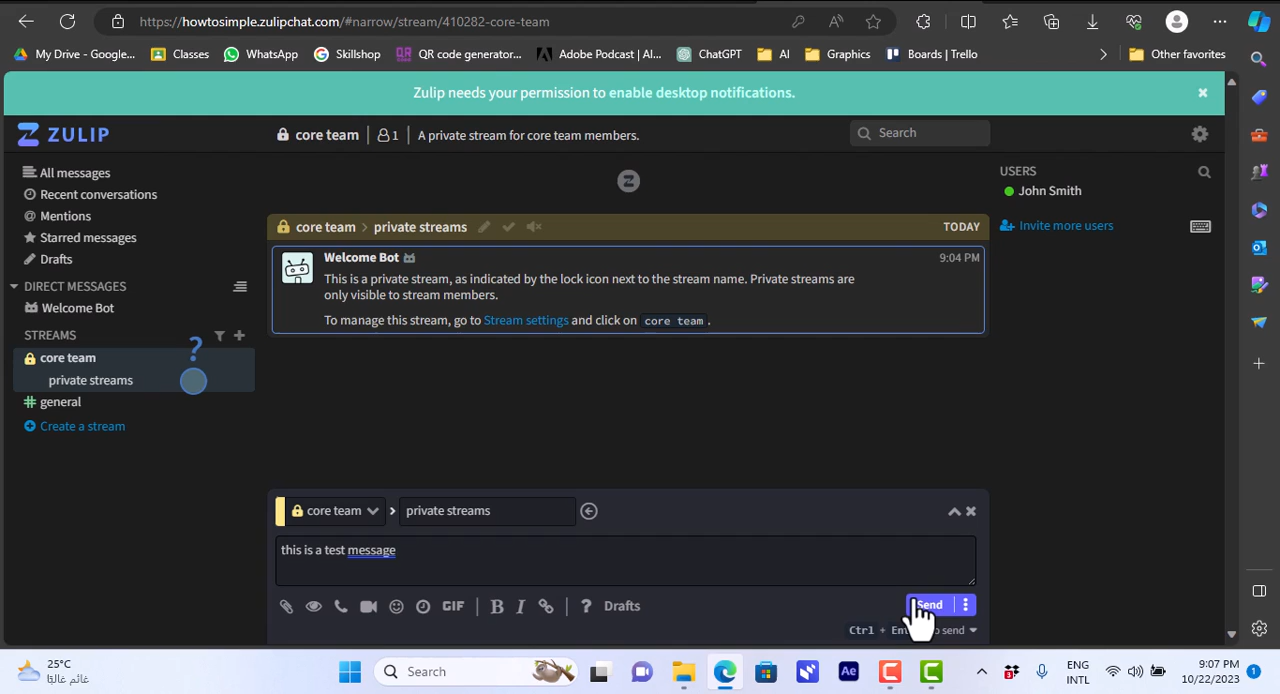 https://howtosimple.zulipchat.com/#narrow/stream/410282-core-team
My Drive - Google...
Classes
WhatsApp
Skillshop
QR code generator...
Adobe Podcast | AI...
ChatGPT
AI
Graphics
Boards | Trello
Other favorites
Zulip needs your permission to enable desktop notifications.
ZULIP
core team
1
A private stream for core team members.
Search
All messages
Recent conversations
Mentions
Starred messages
Drafts
DIRECT MESSAGES
Welcome Bot
STREAMS
core team
private streams
general
Create a stream
core team > private streams
TODAY
Welcome Bot
9:04 PM
This is a private stream, as indicated by the lock icon next to the stream name. Private streams are
only visible to stream members.
To manage this stream, go to Stream settings and click on core team.
USERS
John Smith
Invite more users
core team
private streams
this is a test message
GIF
B I
? Drafts
Send
Ctrl + Enter to send
25°C
غائم غالبًا
Search
Ae
ENG
INTL
9:07 PM
10/22/2023
1